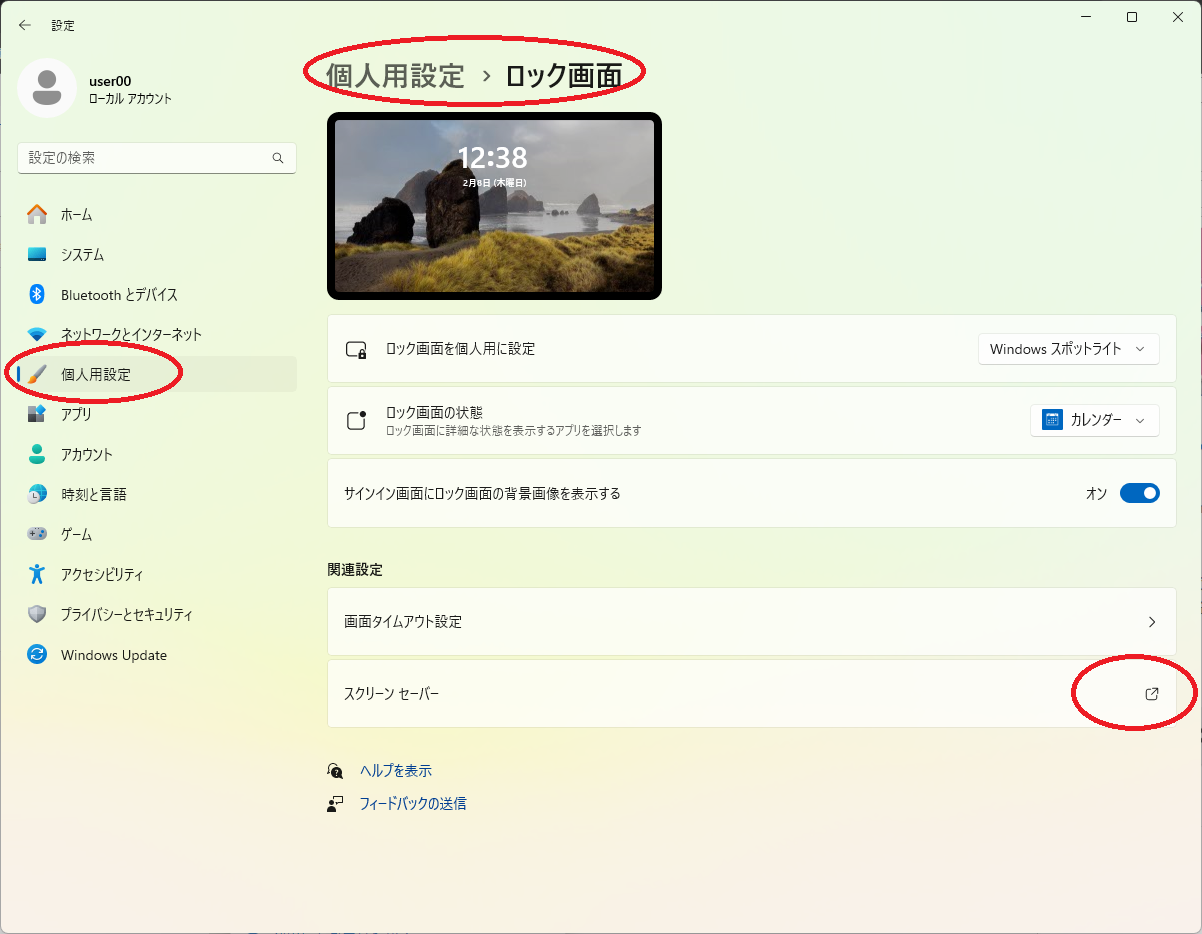 設定
user00
ローカル アカウント
設定の検索
ホーム
システム
Bluetooth とデバイス
ネットワークとインターネット
個人用設定
アプリ
アカウント
時刻と言語
ゲーム
アクセシビリティ
プライバシーとセキュリティ
Windows Update
個人用設定 › ロック画面
12:38
2月8日 (木曜日)
ロック画面を個人用に設定
Windows スポットライト
ロック画面の状態
ロック画面に詳細な状態を表示するアプリを選択します
カレンダー
サインイン画面にロック画面の背景画像を表示する
オン
関連設定
画面タイムアウト設定
スクリーン セーバー
ヘルプを表示
フィードバックの送信